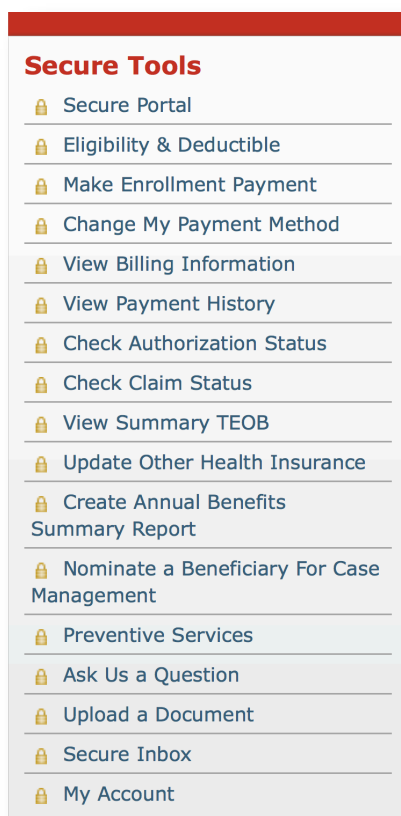 Secure Tools
Secure Portal
Eligibility & Deductible
Make Enrollment Payment
Change My Payment Method
View Billing Information
View Payment History
Check Authorization Status
Check Claim Status
View Summary TEOB
Update Other Health Insurance
Create Annual Benefits
Summary Report
Nominate a Beneficiary For Case
Management
Preventive Services
Ask Us a Question
Upload a Document
Secure Inbox
My Account